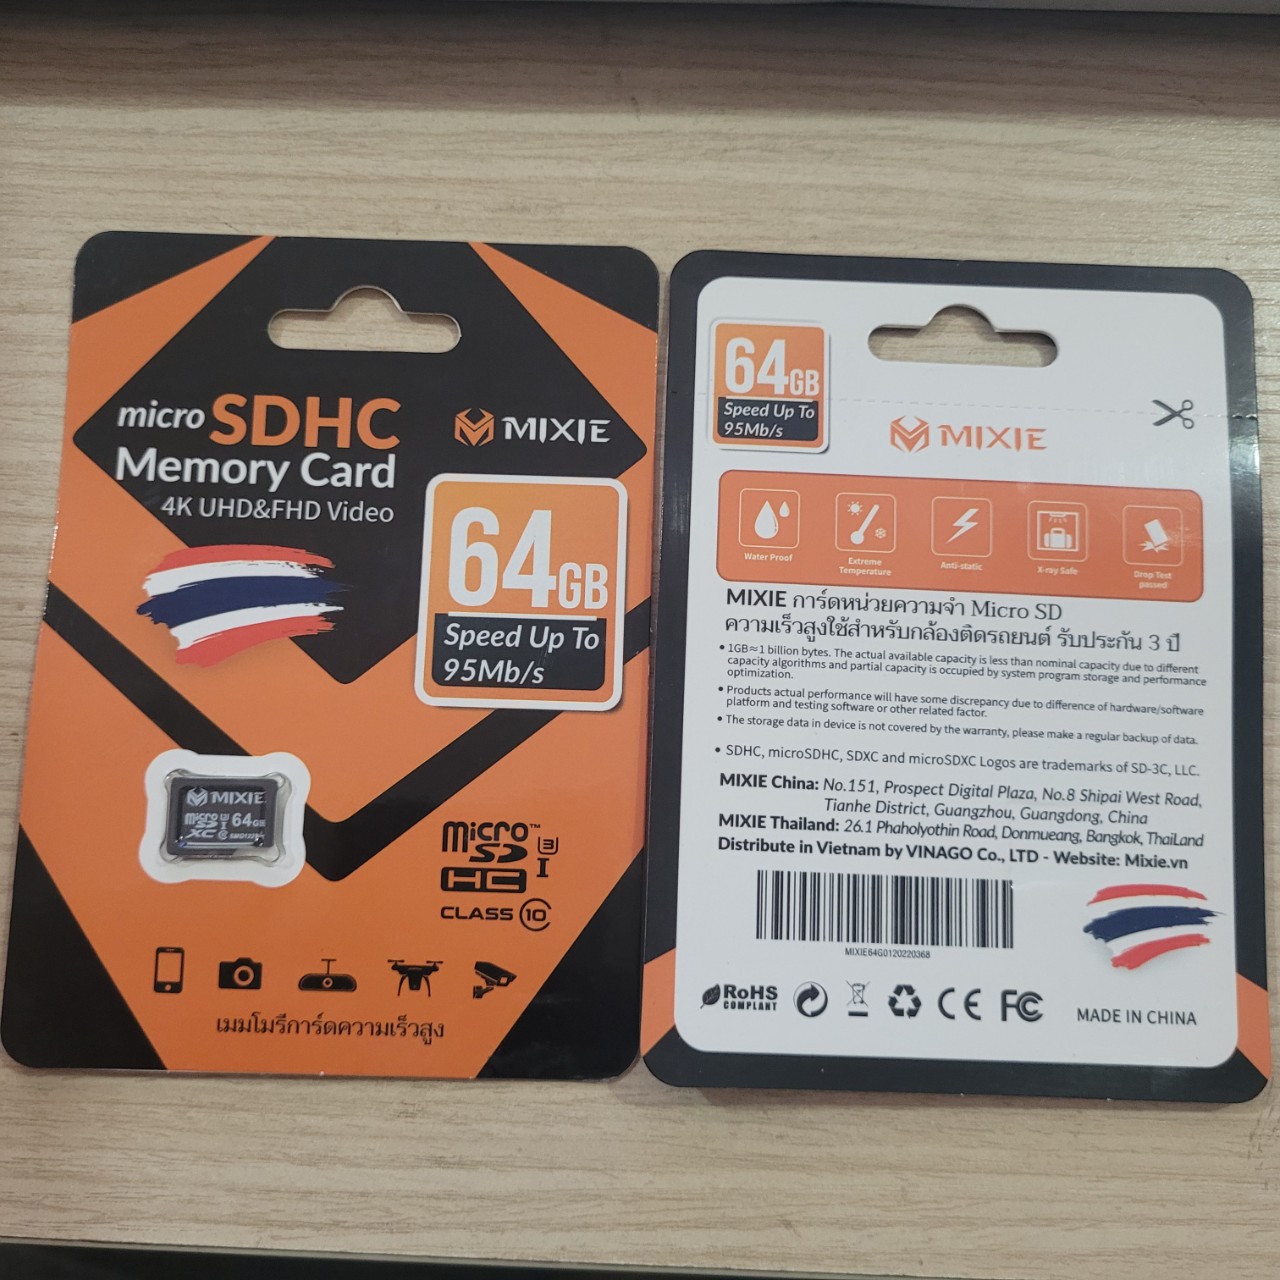 micro SDHC
Memory Card
4K UHD&FHD Video
MIXIE
64GB
Speed Up To
95Mb/s
MIXIE
micro SD XC U3 I 64GB
micro SD HC™ U3 I
CLASS 10
เมมโมรีการ์ดความเร็วสูง
64GB
Speed Up To
95Mb/s
MIXIE
Water Proof
Extreme
Temperature
Anti-static
X-ray Safe
Drop Test
passed
MIXIE การ์ดหน่วยความจำ Micro SD
ความเร็วสูงใช้สำหรับกล้องติดรถยนต์ รับประกัน 3 ปี
• 1GB≈1 billion bytes. The actual available capacity is less than nominal capacity due to different
capacity algorithms and partial capacity is occupied by system program storage and performance
optimization.
• Products actual performance will have some discrepancy due to difference of hardware/software
platform and testing software or other related factor.
• The storage data in device is not covered by the warranty, please make a regular backup of data.
• SDHC, microSDHC, SDXC and microSDXC Logos are trademarks of SD-3C, LLC.
MIXIE China: No.151, Prospect Digital Plaza, No.8 Shipai West Road,
Tianhe District, Guangzhou, Guangdong, China
MIXIE Thailand: 26.1 Phaholyothin Road, Donmueang, Bangkok, ThaiLand
Distribute in Vietnam by VINAGO Co., LTD - Website: Mixie.vn
MIXIE64G0120220368
RoHS
COMPLIANT
CE FC
MADE IN CHINA